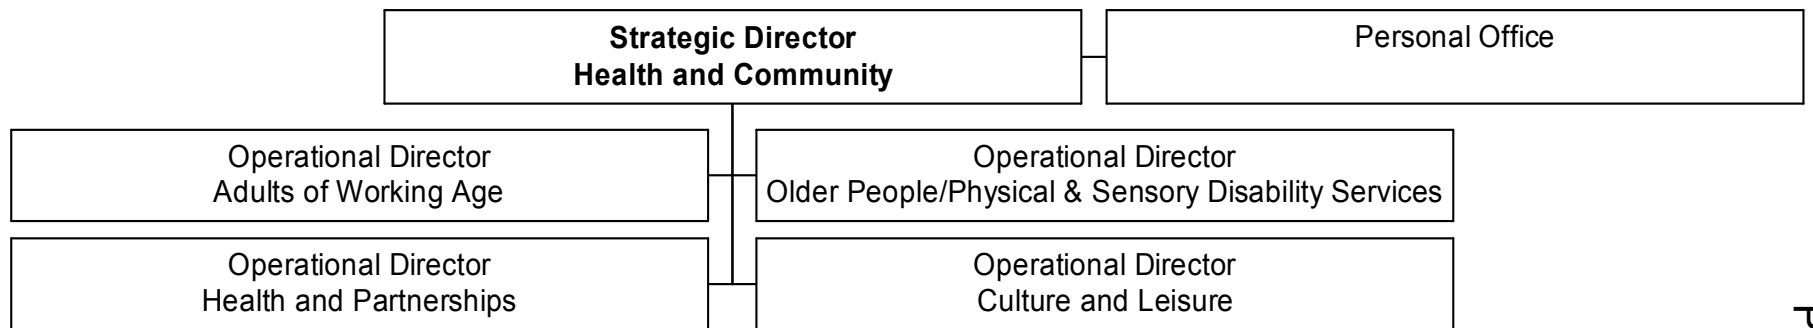 Strategic Director
Health and Community
Personal Office
Operational Director
Adults of Working Age
Operational Director
Older People/Physical & Sensory Disability Services
Operational Director
Health and Partnerships
Operational Director
Culture and Leisure